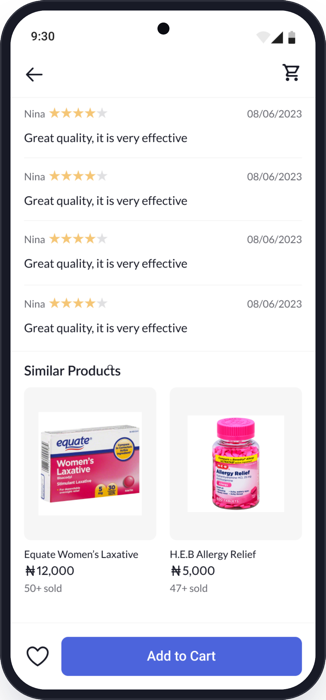 9:30
Nina 08/06/2023
Great quality, it is very effective
Nina 08/06/2023
Great quality, it is very effective
Nina 08/06/2023
Great quality, it is very effective
Nina 08/06/2023
Great quality, it is very effective
Similar Products
equate
Women's
Laxative
Stimulant Laxative
Allergy Relief
Equate Women's Laxative H.E.B Allergy Relief
₦12,000 ₦5,000
50+ sold 47+ sold
Add to Cart